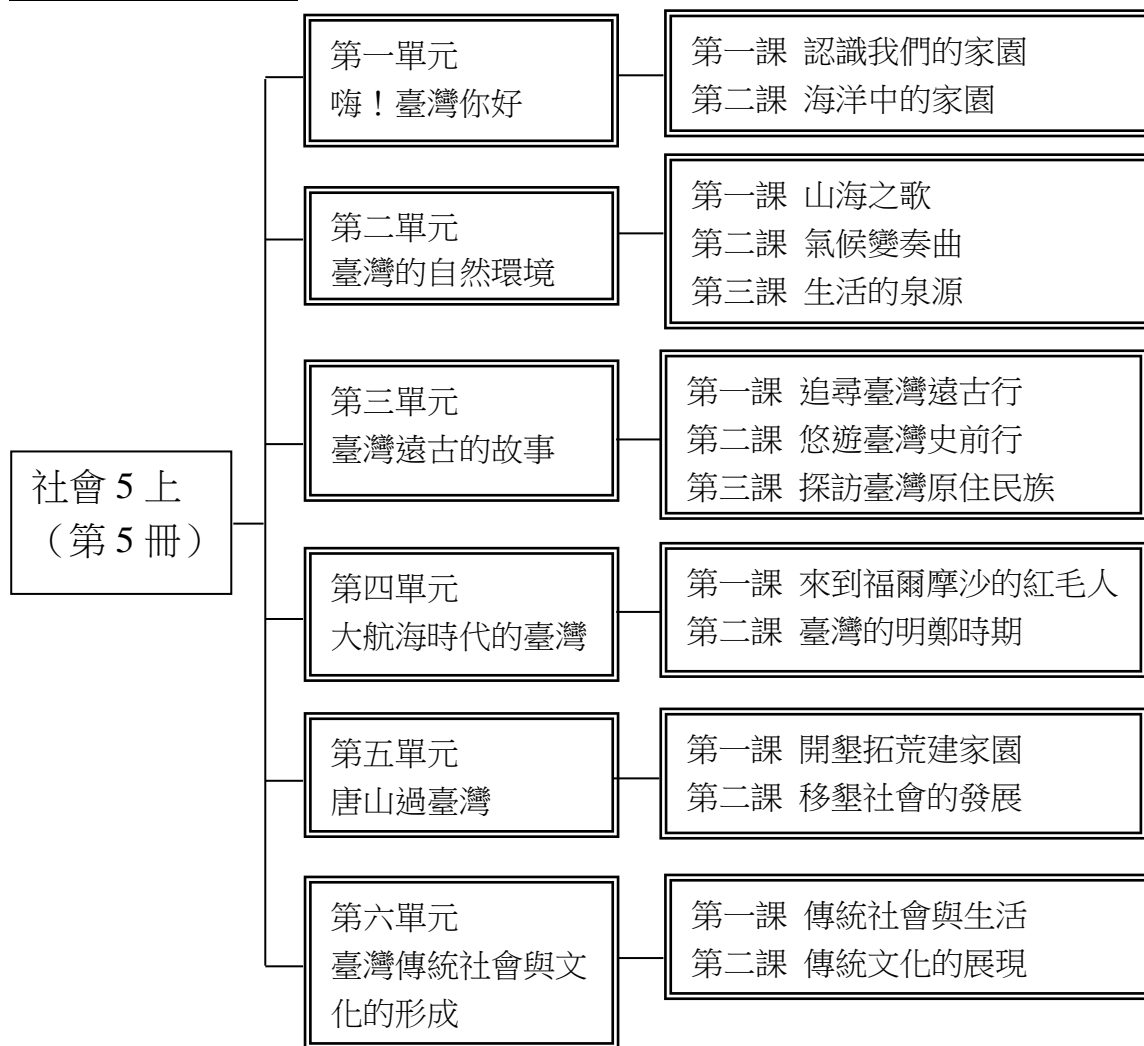 社會 5 上
（第 5 冊）
第一單元
嗨！臺灣你好
第一課 認識我們的家園
第二課 海洋中的家園
第二單元
臺灣的自然環境
第一課 山海之歌
第二課 氣候變奏曲
第三課 生活的泉源
第三單元
臺灣遠古的故事
第一課 追尋臺灣遠古行
第二課 悠遊臺灣史前行
第三課 探訪臺灣原住民族
第四單元
大航海時代的臺灣
第一課 來到福爾摩沙的紅毛人
第二課 臺灣的明鄭時期
第五單元
唐山過臺灣
第一課 開墾拓荒建家園
第二課 移墾社會的發展
第六單元
臺灣傳統社會與文
化的形成
第一課 傳統社會與生活
第二課 傳統文化的展現